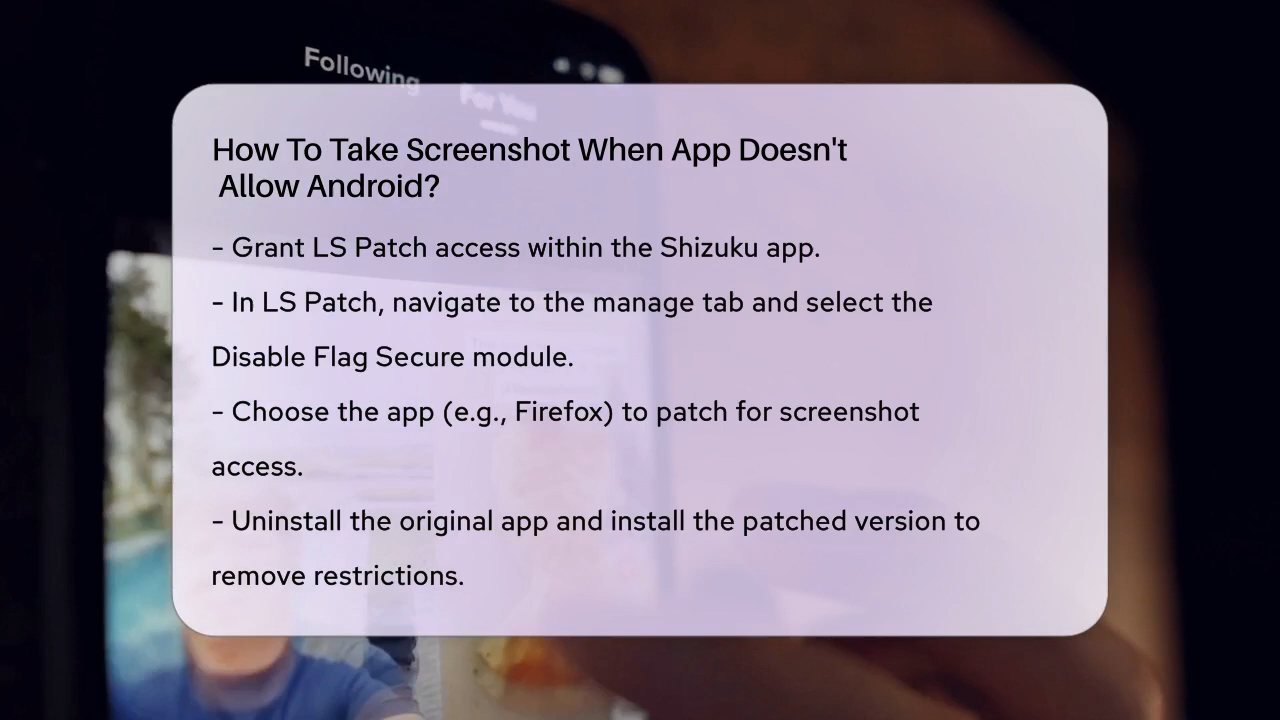 Following
For You
How To Take Screenshot When App Doesn't
Allow Android?
- Grant LS Patch access within the Shizuku app.
- In LS Patch, navigate to the manage tab and select the
Disable Flag Secure module.
- Choose the app (e.g., Firefox) to patch for screenshot
access.
- Uninstall the original app and install the patched version to
remove restrictions.